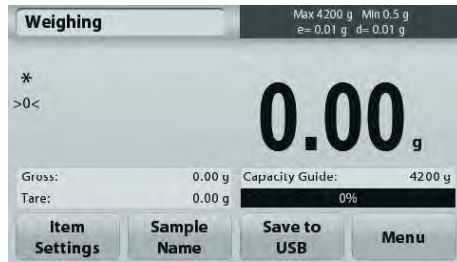 Weighing
Max 4200 g Min 0.5 g
e= 0.01 g d= 0.01 g
*
>0<
0.00 g
Gross: 0.00 g Capacity Guide: 4200 g
Tare: 0.00 g 0%
Item Settings
Sample Name
Save to USB
Menu